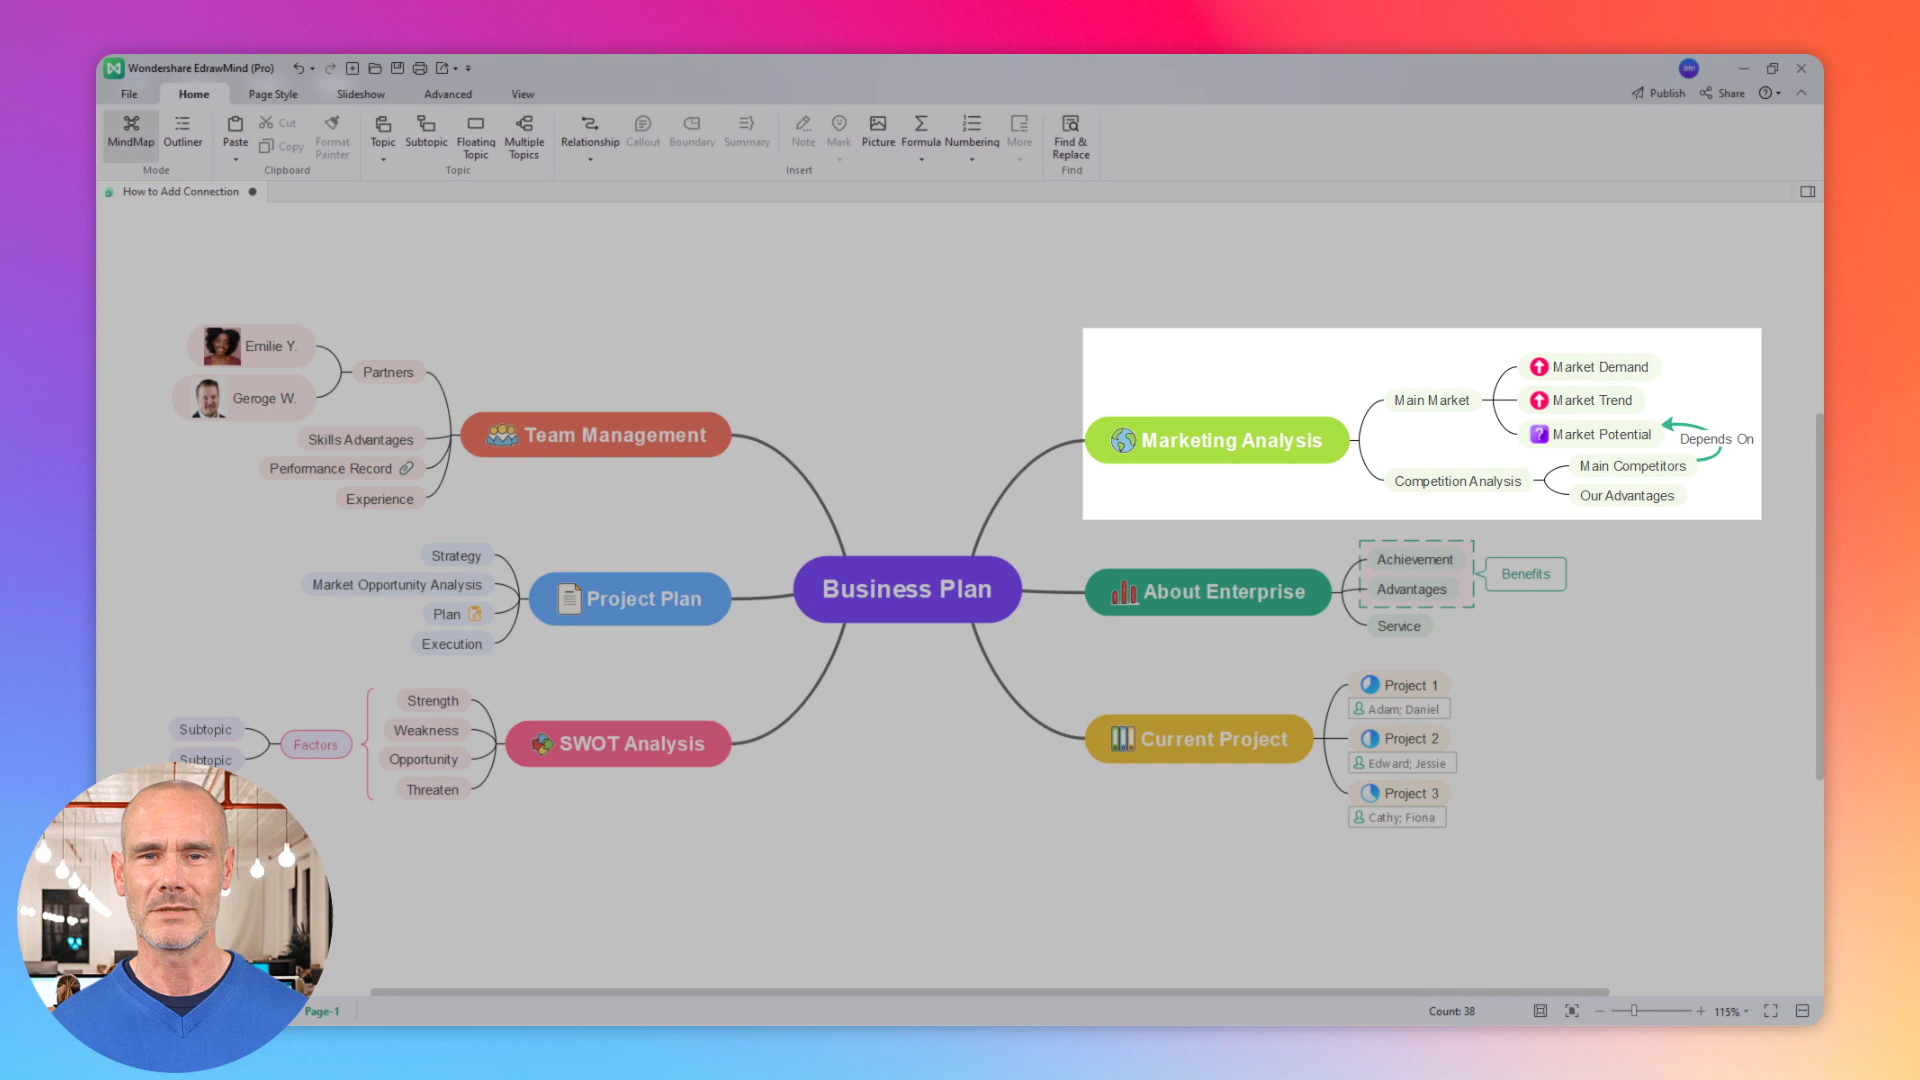 Wondershare EdrawMind (Pro)
File Home Page Style Slideshow Advanced View
Publish Share
MindMap Outliner
Mode
Paste Cut Copy Format Painter
Clipboard
Topic Subtopic Floating Topic Multiple Topics
Topic
Relationship Callout Boundary Summary Note Mark Picture Formula Numbering More
Insert
Find & Replace
Find
How to Add Connection
Emilie Y.
Geroge W.
Partners
Skills Advantages
Performance Record
Experience
Team Management
Strategy
Market Opportunity Analysis
Plan
Execution
Project Plan
Strength
Weakness
Opportunity
Threaten
Factors
Subtopic
Subtopic
SWOT Analysis
Business Plan
Marketing Analysis
Main Market
Market Demand
Market Trend
? Market Potential
Depends On
Competition Analysis
Main Competitors
Our Advantages
About Enterprise
Achievement
Advantages
Service
Benefits
Current Project
Project 1
Adam; Daniel
Project 2
Edward; Jessie
Project 3
Cathy; Fiona
Page-1
Count: 38
115%